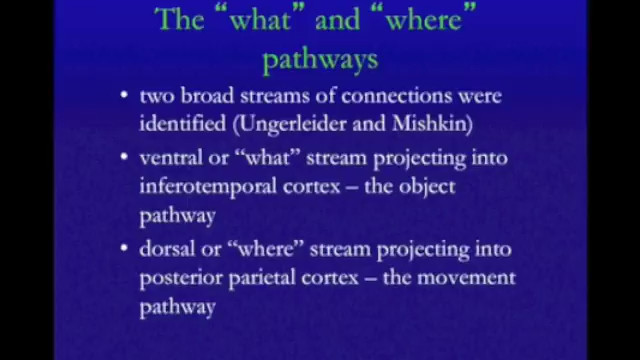 The “what” and “where”
pathways
• two broad streams of connections were
identified (Ungerleider and Mishkin)
• ventral or “what” stream projecting into
inferotemporal cortex – the object
pathway
• dorsal or “where” stream projecting into
posterior parietal cortex – the movement
pathway